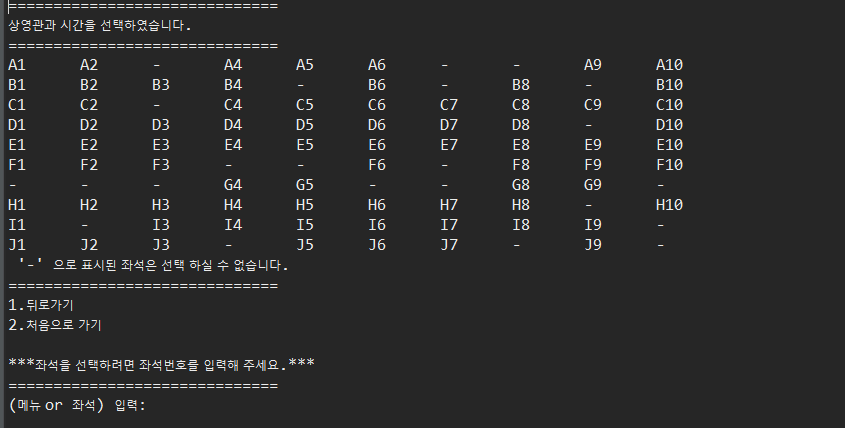 ==============================
상영관과 시간을 선택하였습니다.
==============================
A1 A2 - A4 A5 A6 - - A9 A10
B1 B2 B3 B4 - B6 - B8 - B10
C1 C2 - C4 C5 C6 C7 C8 C9 C10
D1 D2 D3 D4 D5 D6 D7 D8 - D10
E1 E2 E3 E4 E5 E6 E7 E8 E9 E10
F1 F2 F3 - - F6 - F8 F9 F10
- - - G4 G5 - - G8 G9 -
H1 H2 H3 H4 H5 H6 H7 H8 - H10
I1 - I3 I4 I5 I6 I7 I8 I9 -
J1 J2 J3 - J5 J6 J7 - J9 -
'-' 으로 표시된 좌석은 선택 하실 수 없습니다.
==============================
1.뒤로가기
2.처음으로 가기
***좌석을 선택하려면 좌석번호를 입력해 주세요.***
==============================
(메뉴 or 좌석) 입력: